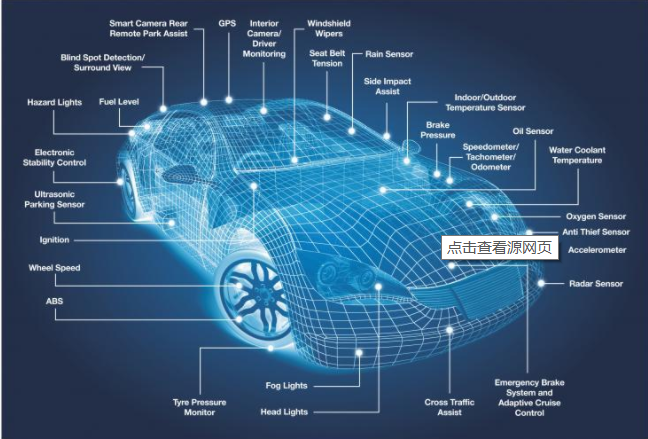 Smart Camera Rear
Remote Park Assist
GPS
Interior
Camera/
Driver
Monitoring
Windshield
Wipers
Seat Belt
Tension
Rain Sensor
Blind Spot Detection/
Surround View
Side Impact
Assist
Hazard Lights
Fuel Level
Indoor/Outdoor
Temperature Sensor
Brake
Pressure
Oil Sensor
Speedometer/
Tachometer/
Odometer
Water Coolant
Temperature
Electronic
Stability Control
Ultrasonic
Parking Sensor
Oxygen Sensor
Anti Thief Sensor
Ignition
点击查看源网页
Accelerometer
Wheel Speed
Radar Sensor
ABS
Tyre Pressure
Monitor
Fog Lights
Head Lights
Cross Traffic
Assist
Emergency Brake
System and
Adaptive Cruise
Control